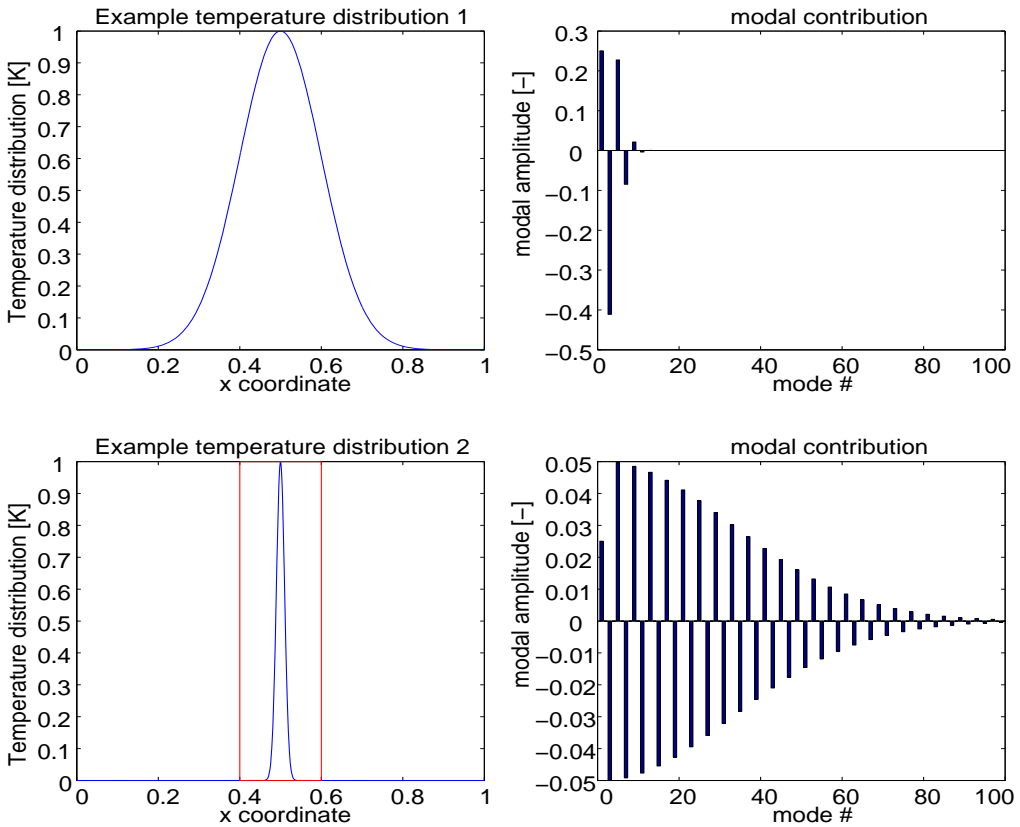 Example temperature distribution 1
Temperature distribution [K]
1
0.9
0.8
0.7
0.6
0.5
0.4
0.3
0.2
0.1
0
0 0.2 0.4 0.6 0.8 1
x coordinate
modal contribution
modal amplitude [−]
0.3
0.2
0.1
0
−0.1
−0.2
−0.3
−0.4
−0.5
0 20 40 60 80 100
mode #
Example temperature distribution 2
Temperature distribution [K]
1
0.9
0.8
0.7
0.6
0.5
0.4
0.3
0.2
0.1
0
0 0.2 0.4 0.6 0.8 1
x coordinate
modal contribution
modal amplitude [−]
0.05
0.04
0.03
0.02
0.01
0
−0.01
−0.02
−0.03
−0.04
−0.05
0 20 40 60 80 100
mode #